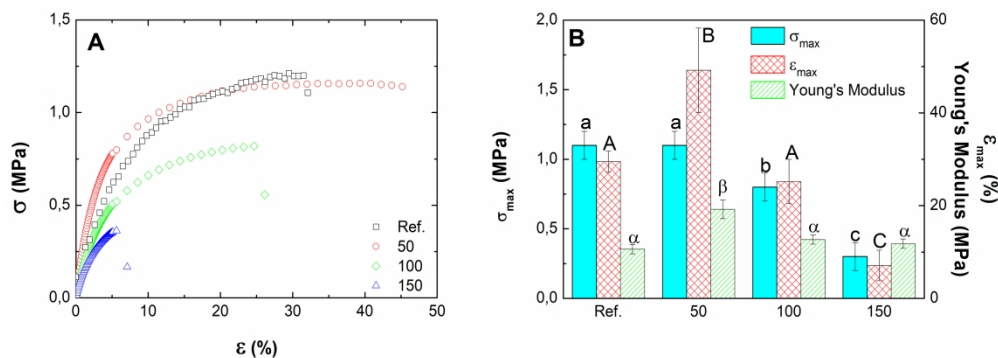 A
σ (MPa)
1,5
1,0
0,5
0,0
0 10 20 30 40 50
ε (%)
Ref.
50
100
150
B
σmax (MPa)
2,0
1,5
1,0
0,5
0,0
σmax
εmax
Young's Modulus
a A
a B β
b A α
c C α
α
Ref. 50 100 150
60
40
20
0
εmax (%)
Young's Modulus (MPa)